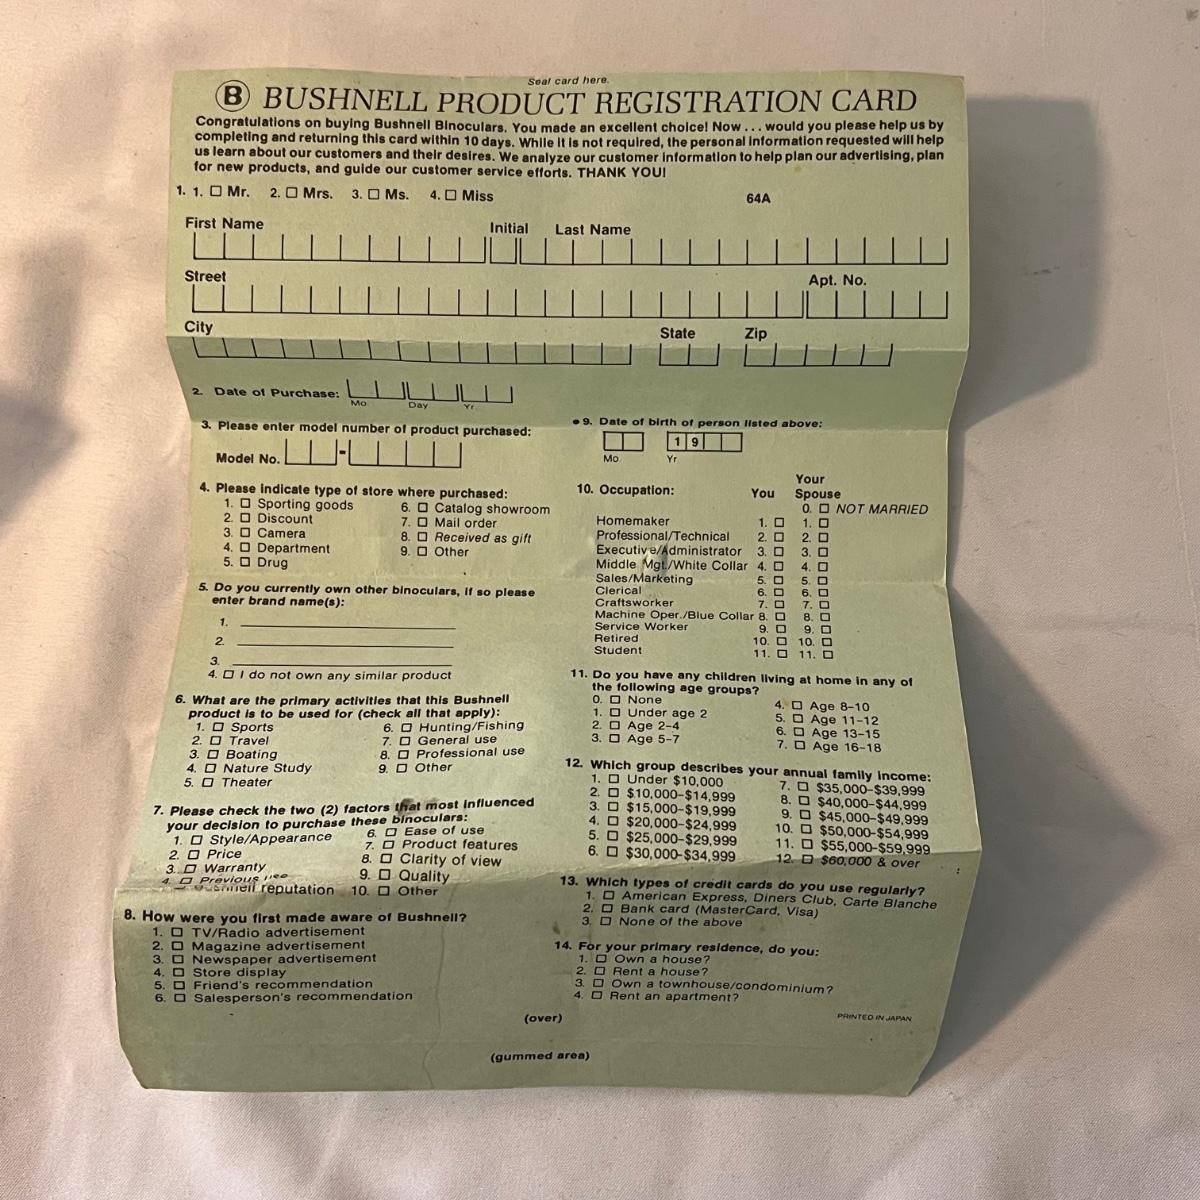 Seal card here.
B BUSHNELL PRODUCT REGISTRATION CARD
Congratulations on buying Bushnell Binoculars. You made an excellent choice! Now . . . would you please help us by
completing and returning this card within 10 days. While it is not required, the personal information requested will help
us learn about our customers and their desires. We analyze our customer information to help plan our advertising, plan
for new products, and guide our customer service efforts. THANK YOU!
1. 1. □ Mr. 2. □ Mrs. 3. □ Ms. 4. □ Miss 64A
First Name Initial Last Name
Street Apt. No.
City State Zip
2. Date of Purchase:
Mo Day Yr
3. Please enter model number of product purchased:
Model No. -
4. Please indicate type of store where purchased:
1. □ Sporting goods
2. □ Discount
3. □ Camera
4. □ Department
5. □ Drug
6. □ Catalog showroom
7. □ Mail order
8. □ Received as gift
9. □ Other
5. Do you currently own other binoculars, if so please
enter brand name(s):
1.
2.
3.
4. □ I do not own any similar product
6. What are the primary activities that this Bushnell
product is to be used for (check all that apply):
1. □ Sports
2. □ Travel
3. □ Boating
4. □ Nature Study
5. □ Theater
6. □ Hunting/Fishing
7. □ General use
8. □ Professional use
9. □ Other
7. Please check the two (2) factors that most influenced
your decision to purchase these binoculars:
1. □ Style/Appearance
2. □ Price
3. □ Warranty
4. □ Previous use
Bushnell reputation
6. □ Ease of use
7. □ Product features
8. □ Clarity of view
9. □ Quality
10. □ Other
8. How were you first made aware of Bushnell?
1. □ TV/Radio advertisement
2. □ Magazine advertisement
3. □ Newspaper advertisement
4. □ Store display
5. □ Friend's recommendation
6. □ Salesperson's recommendation
• 9. Date of birth of person listed above:
1 9
Mo. Yr.
10. Occupation: You Your
Spouse
0. □ NOT MARRIED
Homemaker 1. □ 1. □
Professional/Technical 2. □ 2. □
Executive/Administrator 3. □ 3. □
Middle Mgt./White Collar 4. □ 4. □
Sales/Marketing 5. □ 5. □
Clerical 6. □ 6. □
Craftsworker 7. □ 7. □
Machine Oper./Blue Collar 8. □ 8. □
Service Worker 9. □ 9. □
Retired 10. □ 10. □
Student 11. □ 11. □
11. Do you have any children living at home in any of
the following age groups?
0. □ None
1. □ Under age 2
2. □ Age 2-4
3. □ Age 5-7
4. □ Age 8-10
5. □ Age 11-12
6. □ Age 13-15
7. □ Age 16-18
12. Which group describes your annual family income:
1. □ Under $10,000
2. □ $10,000-$14,999
3. □ $15,000-$19,999
4. □ $20,000-$24,999
5. □ $25,000-$29,999
6. □ $30,000-$34,999
7. □ $35,000-$39,999
8. □ $40,000-$44,999
9. □ $45,000-$49,999
10. □ $50,000-$54,999
11. □ $55,000-$59,999
12. □ $60,000 & over
13. Which types of credit cards do you use regularly?
1. □ American Express, Diners Club, Carte Blanche
2. □ Bank card (MasterCard, Visa)
3. □ None of the above
14. For your primary residence, do you:
1. □ Own a house?
2. □ Rent a house?
3. □ Own a townhouse/condominium?
4. □ Rent an apartment?
(over)
PRINTED IN JAPAN
(gummed area)